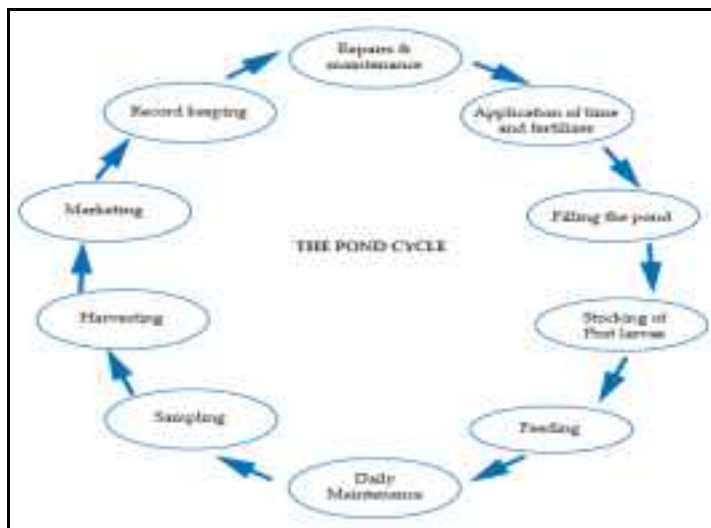 Repairs &
maintenance
Application of lime
and fertilizer
Filling the pond
Stocking of
Post larvae
Feeding
Daily
Maintenance
Sampling
Harvesting
Marketing
Record keeping
THE POND CYCLE